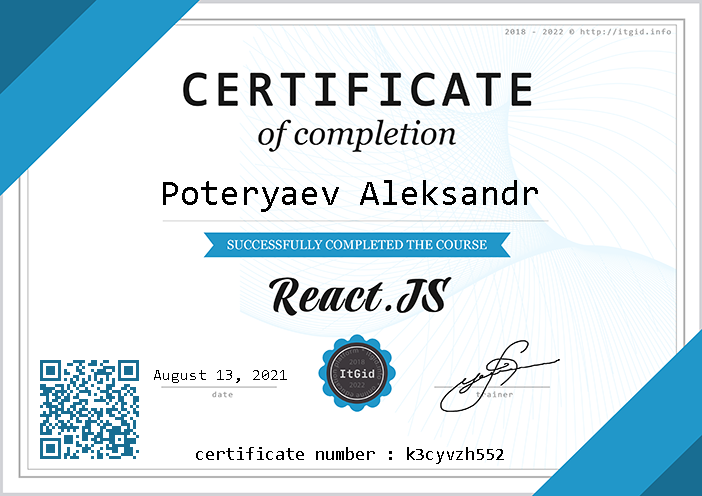 2018 - 2022 © http://itgid.info
CERTIFICATE
of completion
Poteryaev Aleksandr
SUCCESSFULLY COMPLETED THE COURSE
React.JS
2018
ItGid
2022
August 13, 2021
date
trainer
certificate number : k3cyvzh552